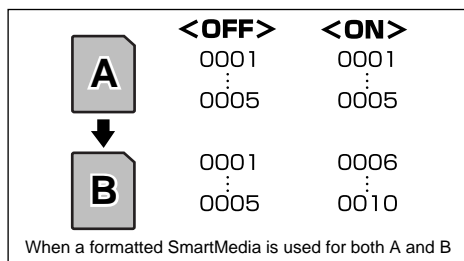 <OFF> <ON>
0001 0001
⋮ ⋮
A
0005 0005
0001 0006
⋮ ⋮
B
0005 0010
When a formatted SmartMedia is used for both A and B